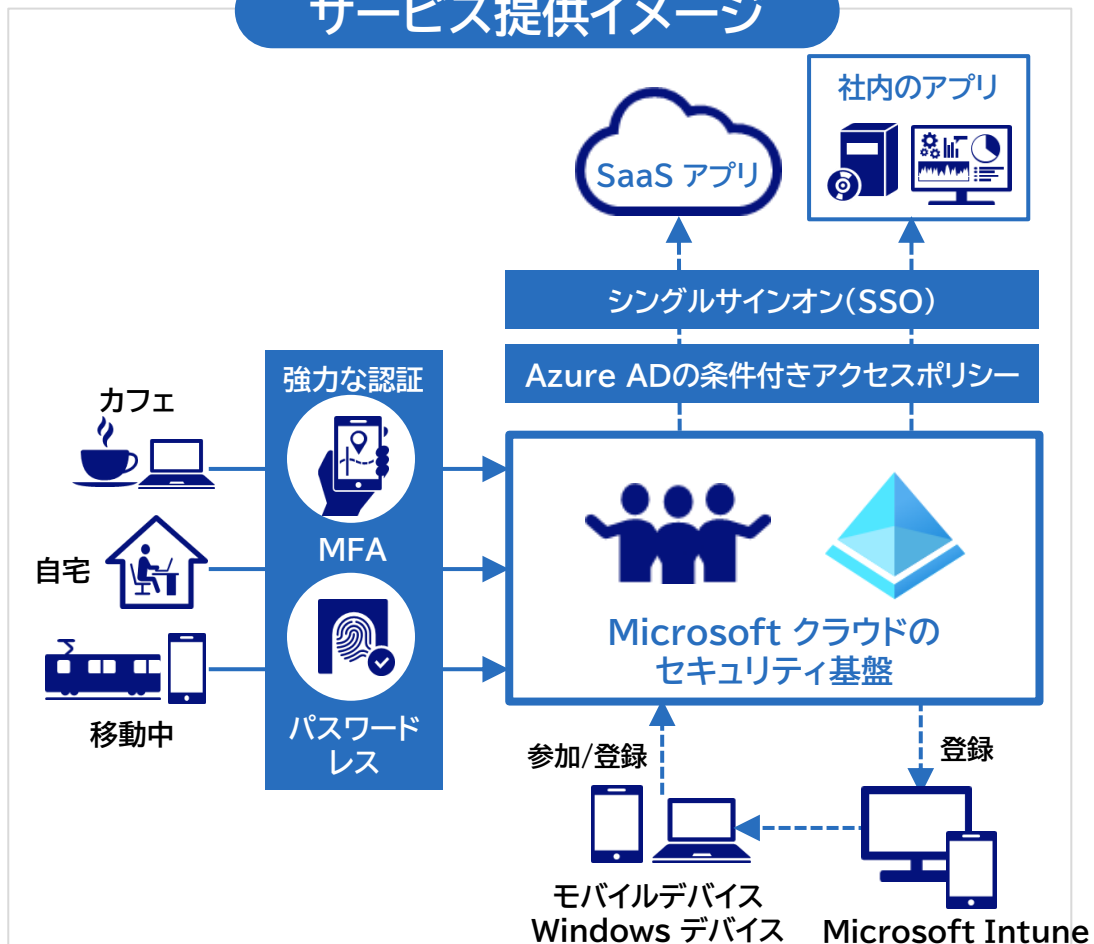 サービス提供イメージ
社内のアプリ
SaaS アプリ
シングルサインオン(SSO)
Azure ADの条件付きアクセスポリシー
強力な認証
カフェ
MFA
自宅
Microsoft クラウドの
セキュリティ基盤
移動中
パスワード
レス
参加/登録
登録
モバイルデバイス
Windows デバイス
Microsoft Intune